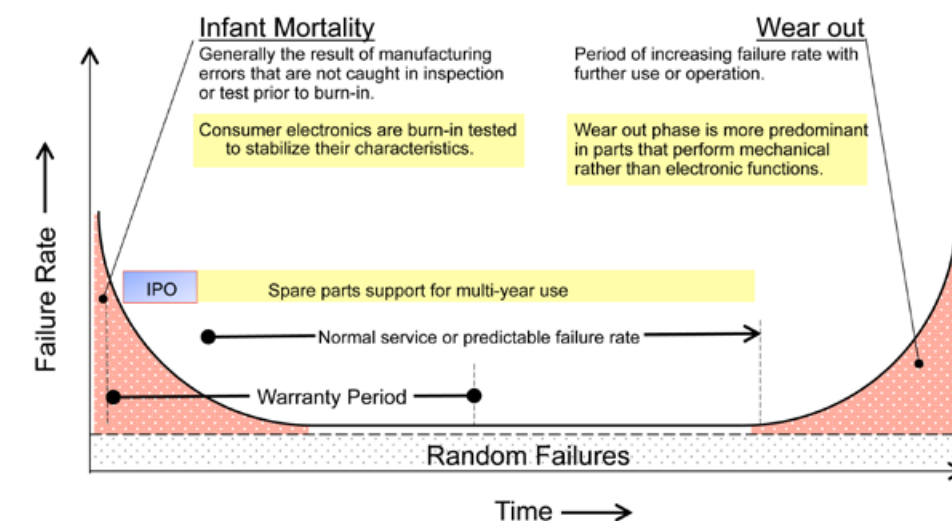 Infant Mortality
Generally the result of manufacturing
errors that are not caught in inspection
or test prior to burn-in.
Consumer electronics are burn-in tested
to stabilize their characteristics.
Wear out
Period of increasing failure rate with
further use or operation.
Wear out phase is more predominant
in parts that perform mechanical
rather than electronic functions.
Failure Rate
IPO
Spare parts support for multi-year use
Normal service or predictable failure rate
Warranty Period
Random Failures
Time